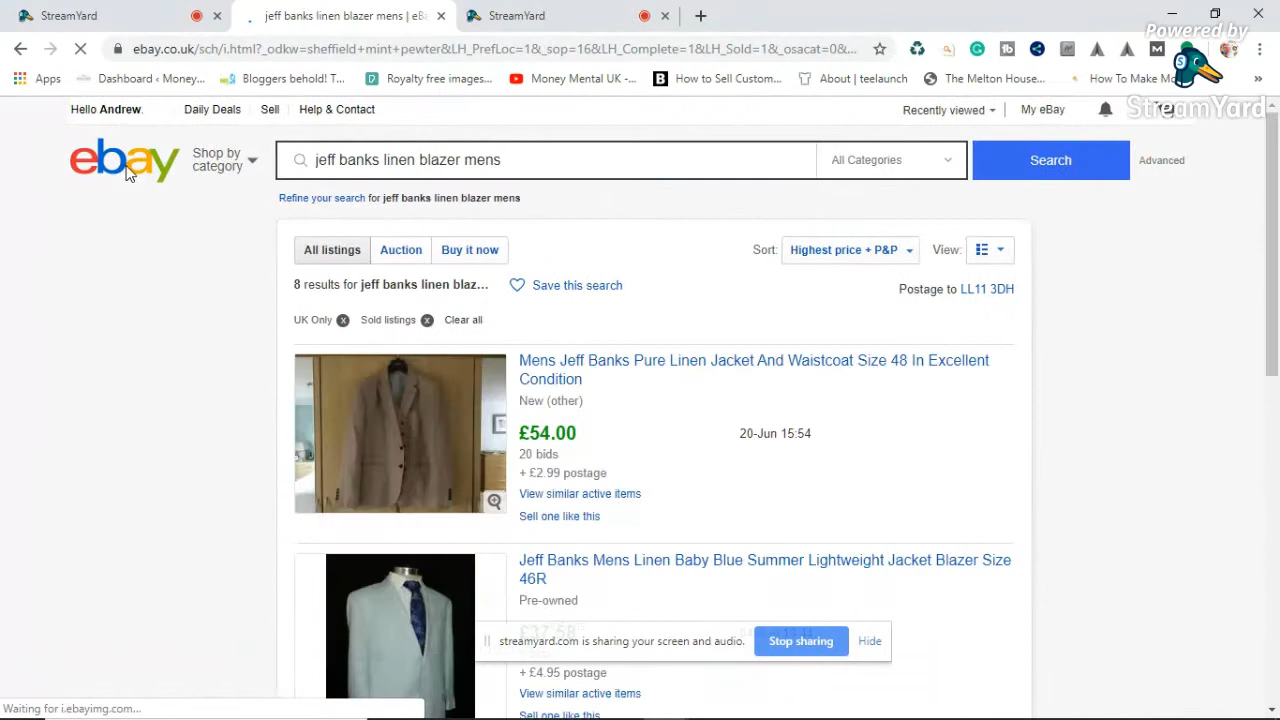 StreamYard
jeff banks linen blazer mens | eBa
StreamYard
Powered by
StreamYard
ebay.co.uk/sch/i.html?_odkw=sheffield+mint+pewter&LH_PrefLoc=1&_sop=16&LH_Complete=1&LH_Sold=1&_osacat=0&...
Apps
Dashboard ‹ Money...
Bloggers behold! T...
Royalty free images...
Money Mental UK -...
How to Sell Custom...
About | teelaunch
The Melton House...
How To Make Mo
»
Hello Andrew.
Daily Deals
Sell
Help & Contact
Recently viewed
My eBay
ebay
Shop by
category
jeff banks linen blazer mens
All Categories
Search
Advanced
Refine your search for jeff banks linen blazer mens
All listings
Auction
Buy it now
Sort: Highest price + P&P
View:
8 results for jeff banks linen blaz...
Save this search
Postage to LL11 3DH
UK Only
Sold listings
Clear all
Mens Jeff Banks Pure Linen Jacket And Waistcoat Size 48 In Excellent
Condition
New (other)
£54.00
20-Jun 15:54
20 bids
+ £2.99 postage
View similar active items
Sell one like this
Jeff Banks Mens Linen Baby Blue Summer Lightweight Jacket Blazer Size
46R
Pre-owned
£37.58
streamyard.com is sharing your screen and audio.
Stop sharing
Hide
+ £4.95 postage
View similar active items
Sell one like this
Waiting for i.ebayimg.com...